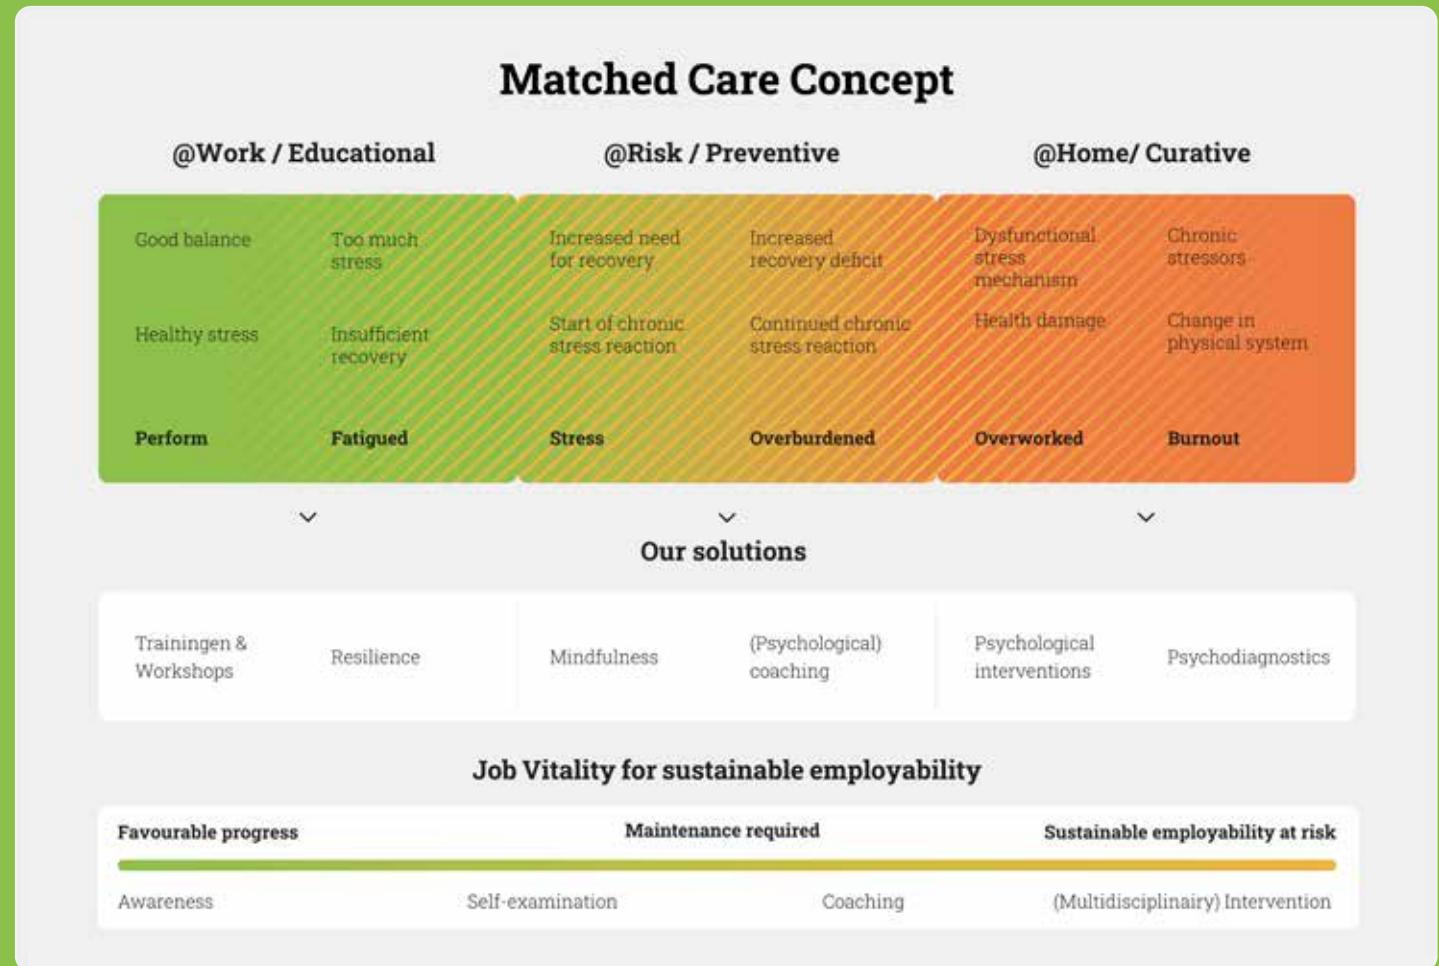 Matched Care Concept
@Work / Educational
@Risk / Preventive
@Home/ Curative
Good balance
Too much
stress
Increased need
for recovery
Increased
recovery deficit
Dysfunctional
stress
mechanism
Chronic
stressors
Healthy stress
Insufficient
recovery
Start of chronic
stress reaction
Continued chronic
stress reaction
Health damage
Change in
physical system
Perform
Fatigued
Stress
Overburdened
Overworked
Burnout
Our solutions
Trainingen &
Workshops
Resilience
Mindfulness
(Psychological)
coaching
Psychological
interventions
Psychodiagnostics
Job Vitality for sustainable employability
Favourable progress
Maintenance required
Sustainable employability at risk
Awareness
Self-examination
Coaching
(Multidisciplinairy) Intervention